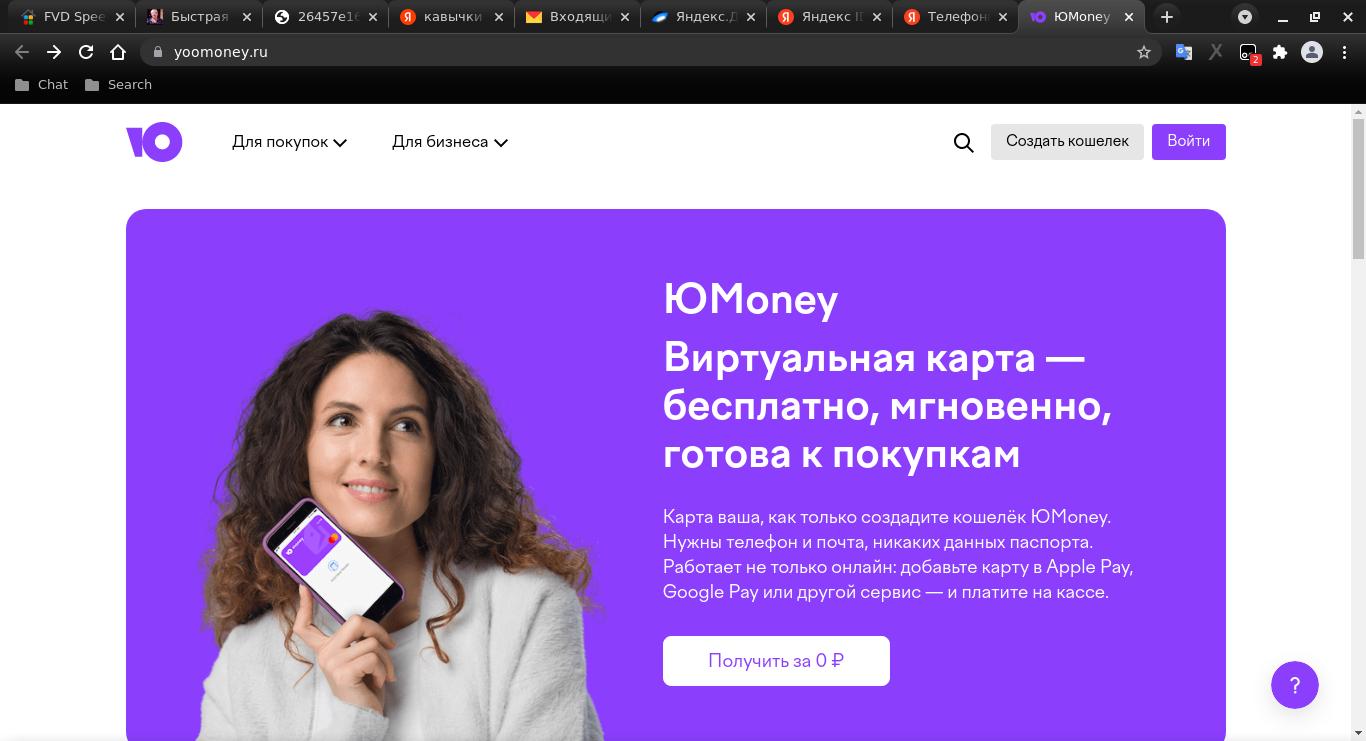 FVD Spee
Быстрая
26457e16
кавычки
Входящи
Яндекс.Д
Яндекс ID
Телефон
ЮMoney
yoomoney.ru
2
Chat
Search
Ю
Для покупок
Для бизнеса
Создать кошелек
Войти
ЮMoney
Виртуальная карта —
бесплатно, мгновенно,
готова к покупкам
Карта ваша, как только создадите кошелёк ЮMoney.
Нужны телефон и почта, никаких данных паспорта.
Работает не только онлайн: добавьте карту в Apple Pay,
Google Pay или другой сервис — и платите на кассе.
Получить за 0 ₽
?